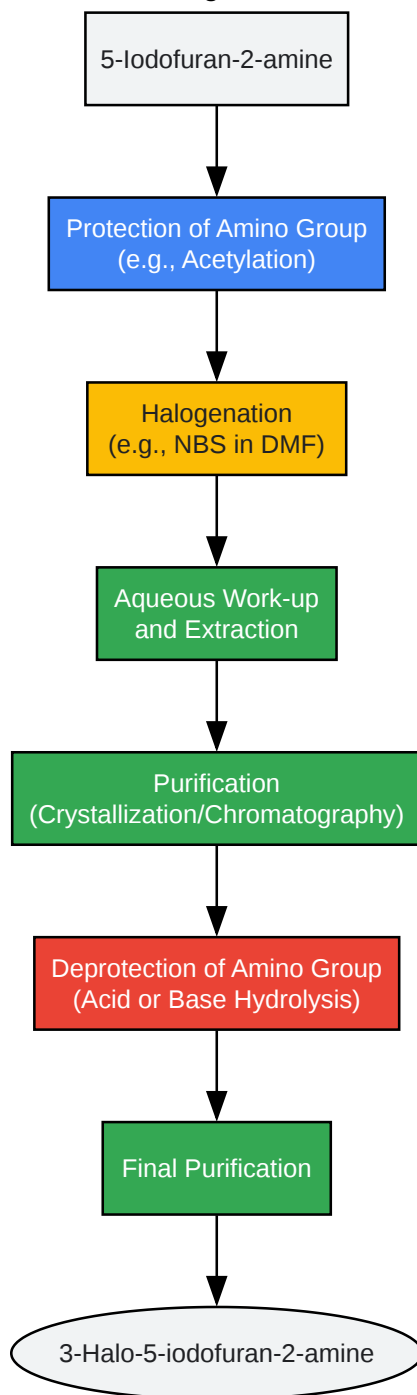 5-Iodofuran-2-amine
Protection of Amino Group
(e.g., Acetylation)
Halogenation
(e.g., NBS in DMF)
Aqueous Work-up
and Extraction
Purification
(Crystallization/Chromatography)
Deprotection of Amino Group
(Acid or Base Hydrolysis)
Final Purification
3-Halo-5-iodofuran-2-amine